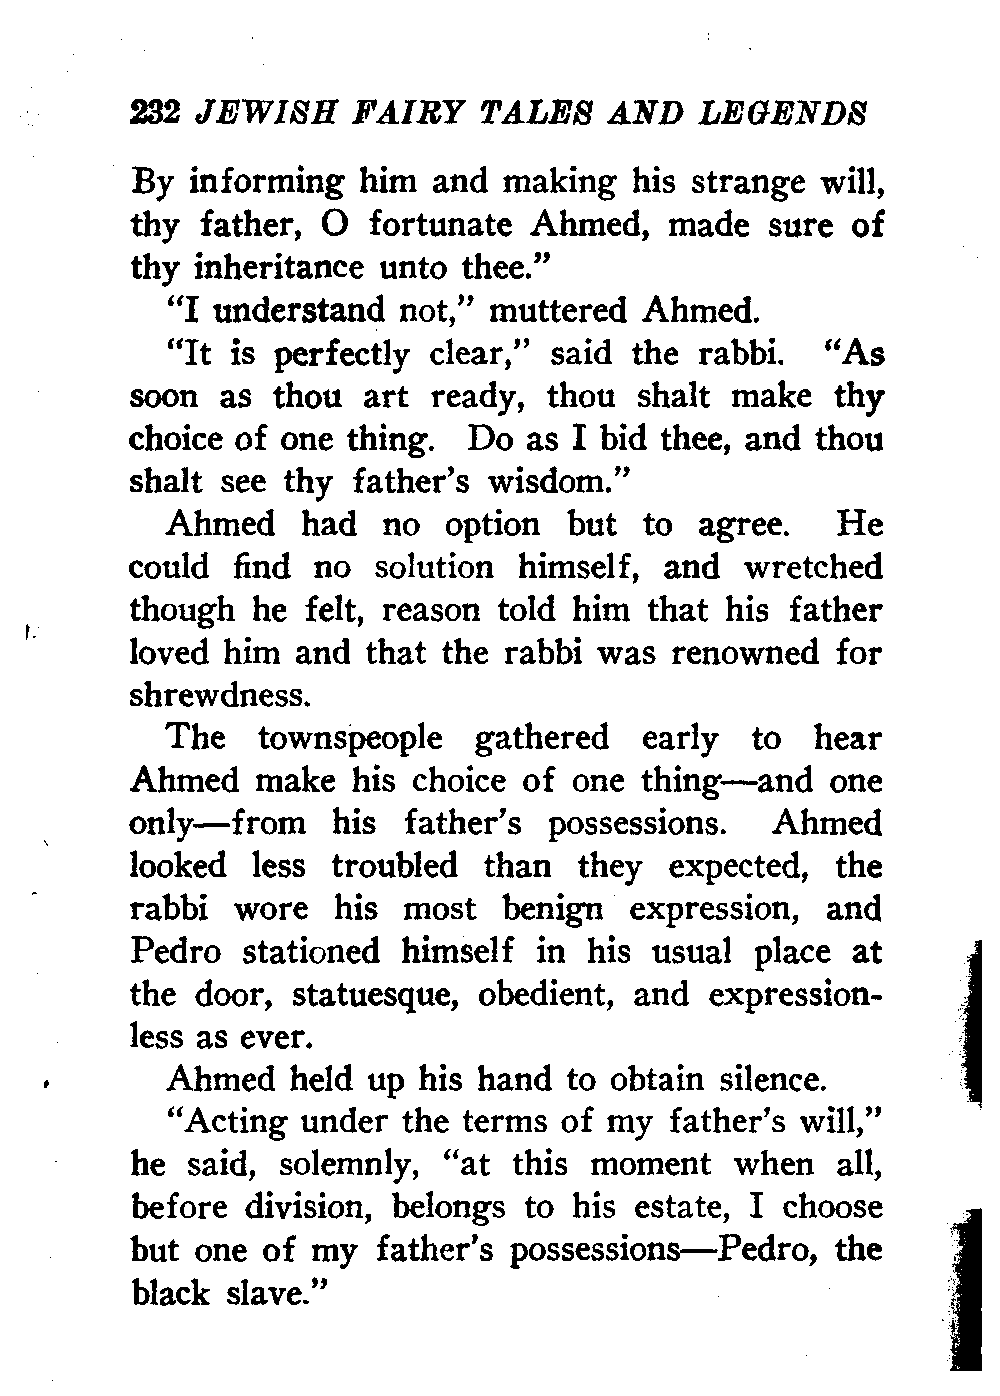 232 JEWISH FAIRY TALES AND LEGENDS
By informing him and making his strange will,
thy father, O fortunate Ahmed, made sure of
thy inheritance unto thee.”
“I understand not,” muttered Ahmed.
“It is perfectly clear,” said the rabbi. “As
soon as thou art ready, thou shalt make thy
choice of one thing. Do as I bid thee, and thou
shalt see thy father’s wisdom.”
Ahmed had no option but to agree. He
could find no solution himself, and wretched
though he felt, reason told him that his father
loved him and that the rabbi was renowned for
shrewdness.
The townspeople gathered early to hear
Ahmed make his choice of one thing—and one
only—from his father’s possessions. Ahmed
looked less troubled than they expected, the
rabbi wore his most benign expression, and
Pedro stationed himself in his usual place at
the door, statuesque, obedient, and expression-
less as ever.
Ahmed held up his hand to obtain silence.
“Acting under the terms of my father’s will,”
he said, solemnly, “at this moment when all,
before division, belongs to his estate, I choose
but one of my father’s possessions—Pedro, the
black slave.”